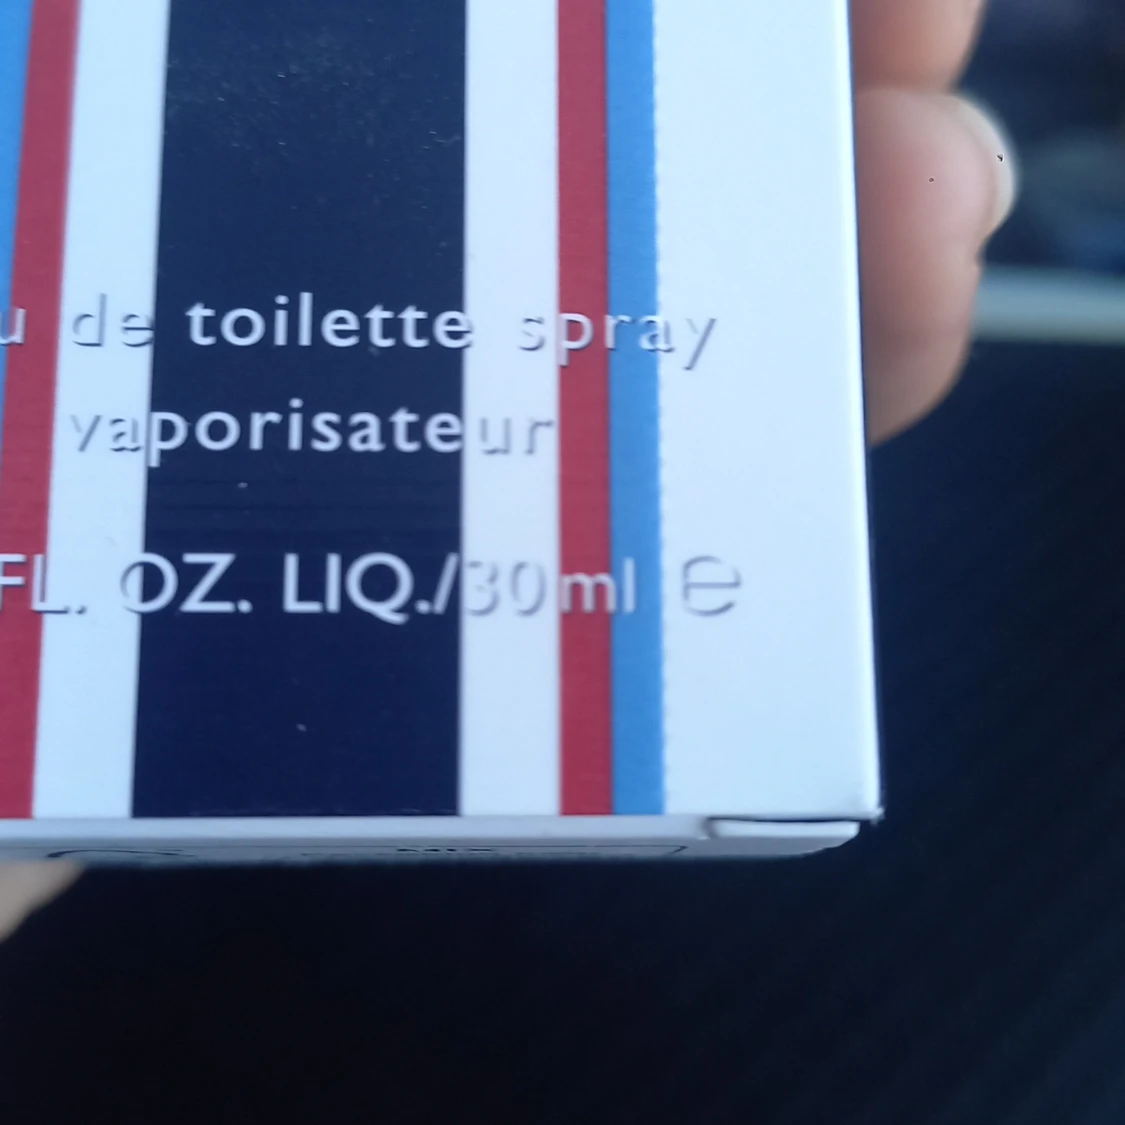 u de toilette spray
vaporisateur
FL. OZ. LIQ./30ml e